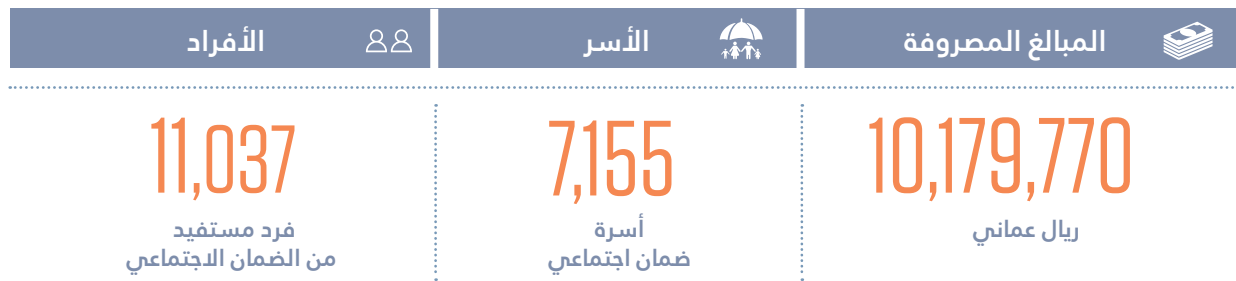 المبالغ المصروفة
الأسر
الأفراد
10,179,770
ريال عماني
7,155
أسرة
ضمان اجتماعي
11,037
فرد مستفيد
من الضمان الاجتماعي